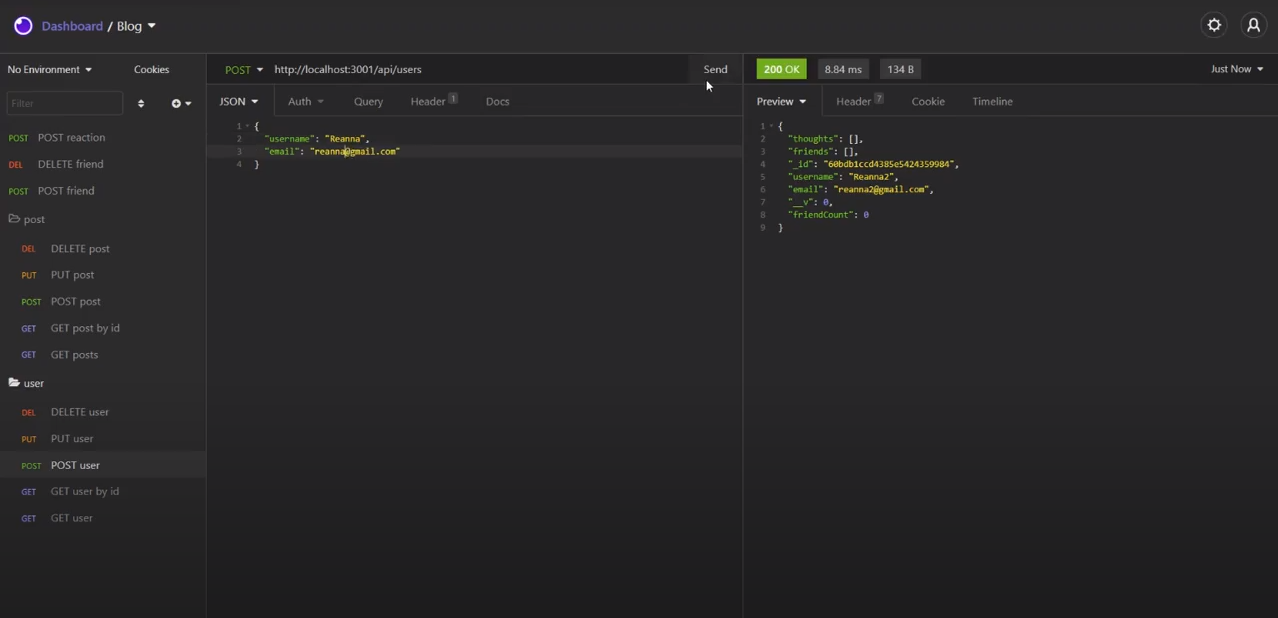 Dashboard / Blog
No Environment Cookies
Filter
POST POST reaction
DEL DELETE friend
POST POST friend
post
DEL DELETE post
PUT PUT post
POST POST post
GET GET post by id
GET GET posts
user
DEL DELETE user
PUT PUT user
POST POST user
GET GET user by id
GET GET user
POST http://localhost:3001/api/users Send
JSON Auth Query Header 1 Docs
1 {
2 "username": "Reanna",
3 "email": "reanna@gmail.com"
4 }
200 OK 8.84 ms 134 B Just Now
Preview Header 7 Cookie Timeline
1 {
2 "thoughts": [],
3 "friends": [],
4 "_id": "60bdb1ccd4385e5424359984",
5 "username": "Reanna2",
6 "email": "reanna2@gmail.com",
7 "__v": 0,
8 "friendCount": 0
9 }